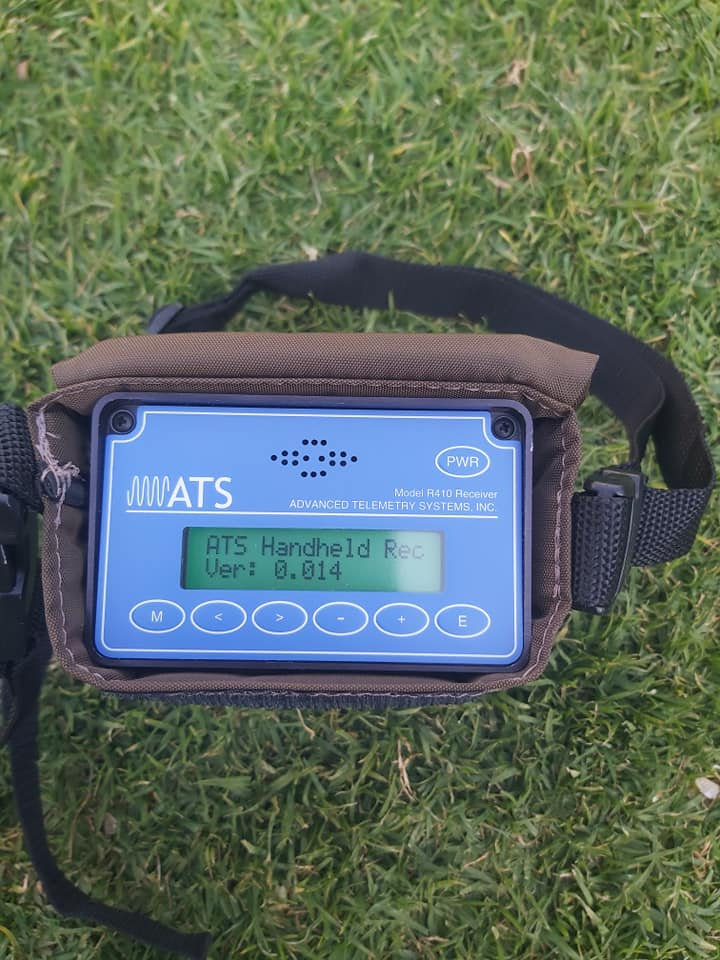 PWR
ATS
Model R410 Receiver
ADVANCED TELEMETRY SYSTEMS, INC.
ATS Handheld Rec
Ver: 0.014
M < > - + E